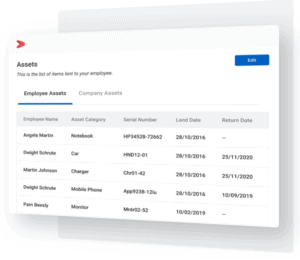 Assets
Edit
This is the list of items lent to your employee.
Employee Assets Company Assets
Employee Name Asset Category Serial Number Lend Date Return Date
Angela Martin Notebook HP34528-72662 28/10/2016 --
Dwight Schrute Car HND12-01 28/10/2016 25/11/2020
Martin Johnson Charger Chr01-42 28/10/2016 25/11/2020
Dwight Schrute Mobile Phone App9238-12iu 28/10/2016 10/09/2019
Pam Beesly Monitor 10/02/2019 --